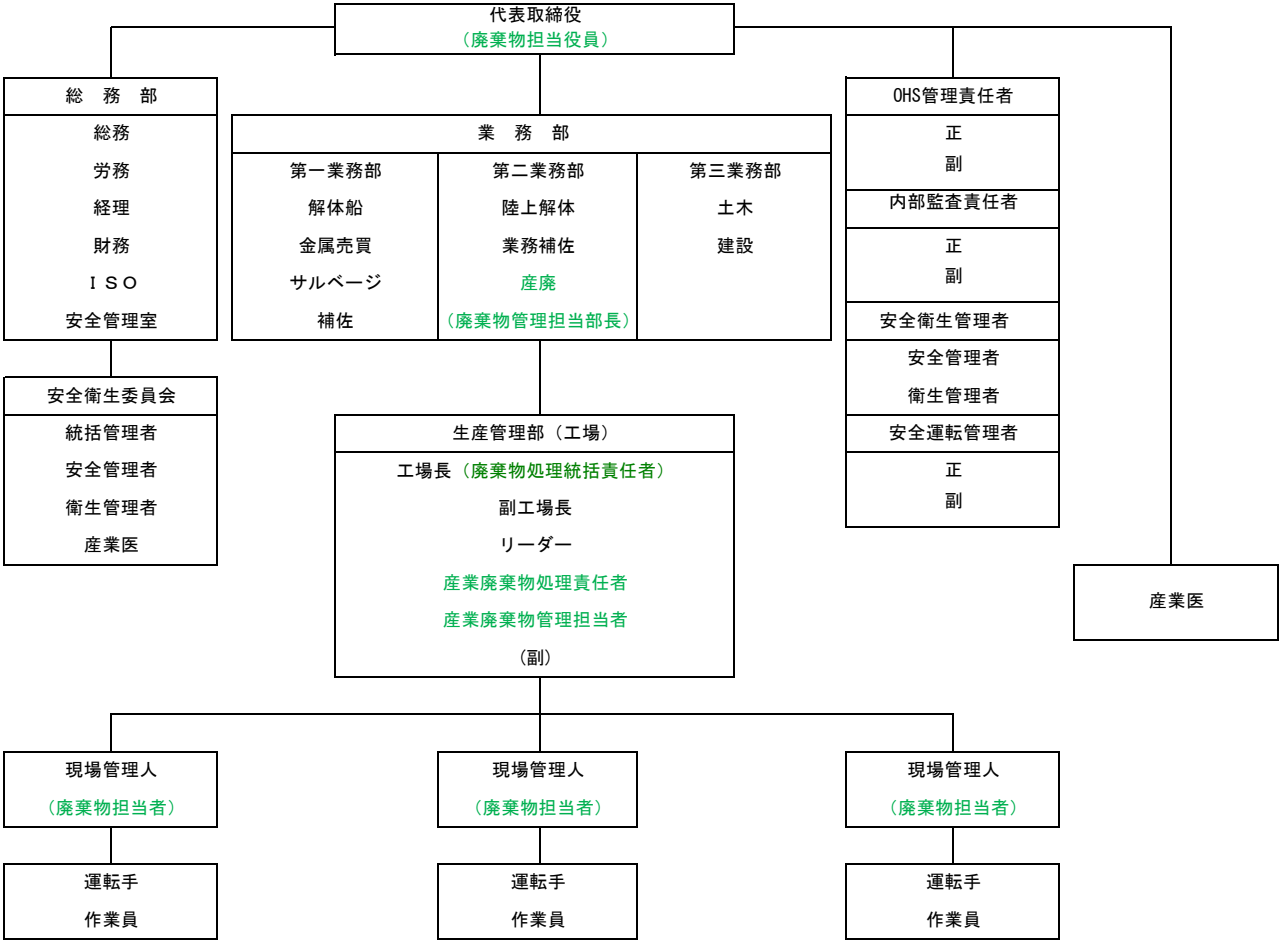 代表取締役
（廃棄物担当役員）
総　務　部
総務
労務
経理
財務
ＩＳＯ
安全管理室
安全衛生委員会
統括管理者
安全管理者
衛生管理者
産業医
業　務　部
第一業務部
解体船
金属売買
サルベージ
補佐
第二業務部
陸上解体
業務補佐
産廃
（廃棄物管理担当部長）
第三業務部
土木
建設
OHS管理責任者
正
副
内部監査責任者
正
副
安全衛生管理者
安全管理者
衛生管理者
安全運転管理者
正
副
産業医
生産管理部（工場）
工場長（廃棄物処理統括責任者）
副工場長
リーダー
産業廃棄物処理責任者
産業廃棄物管理担当者
（副）
現場管理人
（廃棄物担当者）
運転手
作業員
現場管理人
（廃棄物担当者）
運転手
作業員
現場管理人
（廃棄物担当者）
運転手
作業員